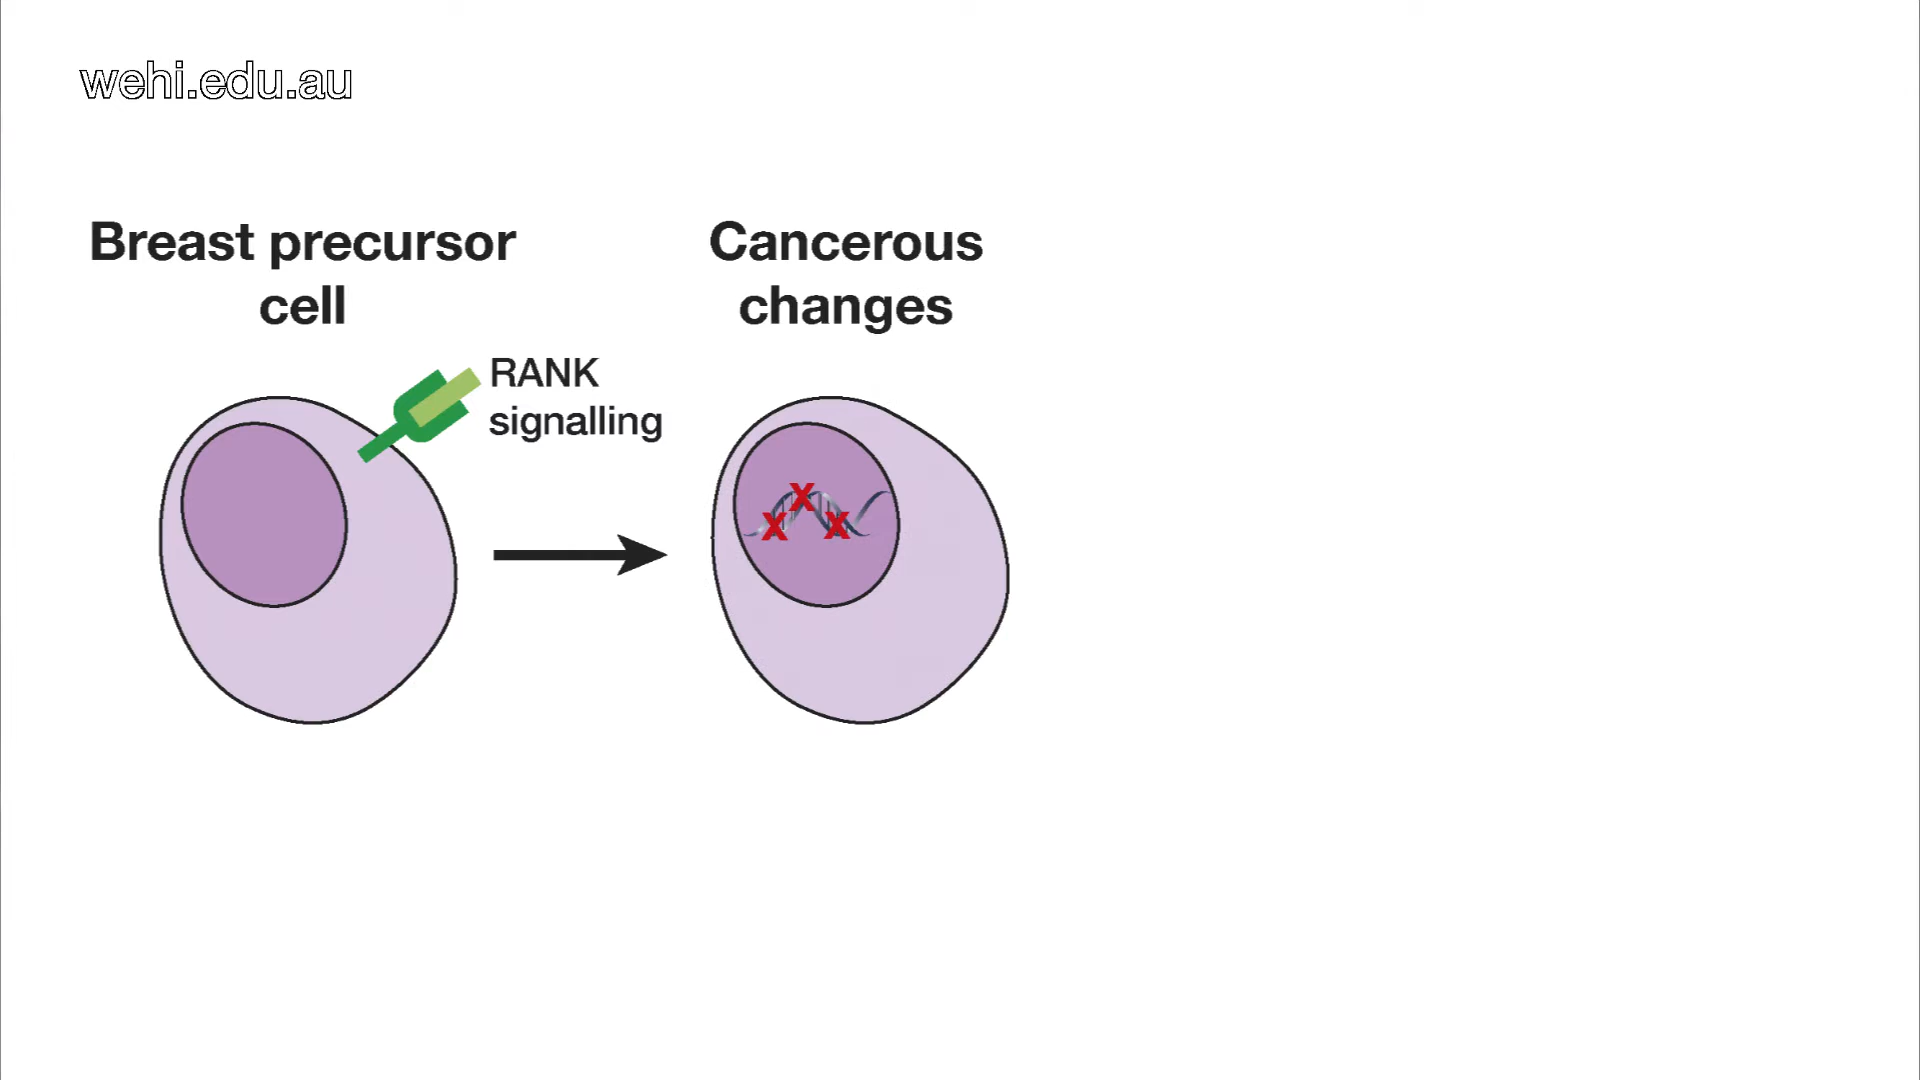 wehi.edu.au
Breast precursor
cell
Cancerous
changes
RANK
signalling
X
X
X